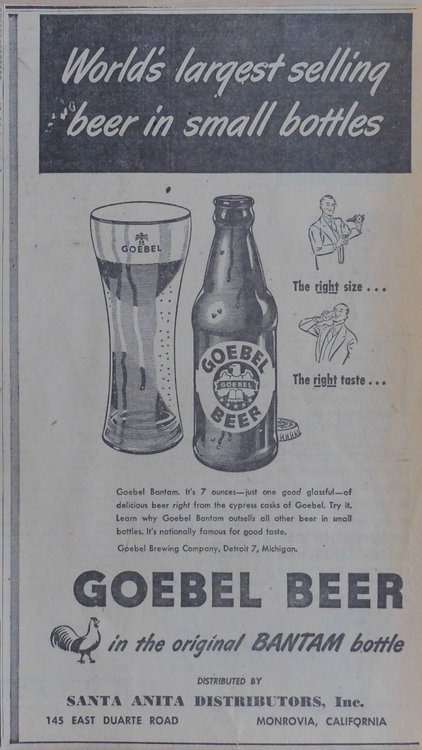 World's largest selling
beer in small bottles
GOEBEL
The right size . . .
GOEBEL
GOEBEL
BEER
The right taste . . .
Goebel Bantam. It's 7 ounces—just one good glassful—of
delicious beer right from the cypress casks of Goebel. Try it.
Learn why Goebel Bantam outsells all other beer in small
bottles. It's nationally famous for good taste.
Goebel Brewing Company, Detroit 7, Michigan.
GOEBEL BEER
in the original BANTAM bottle
DISTRIBUTED BY
SANTA ANITA DISTRIBUTORS, Inc.
145 EAST DUARTE ROAD MONROVIA, CALIFORNIA